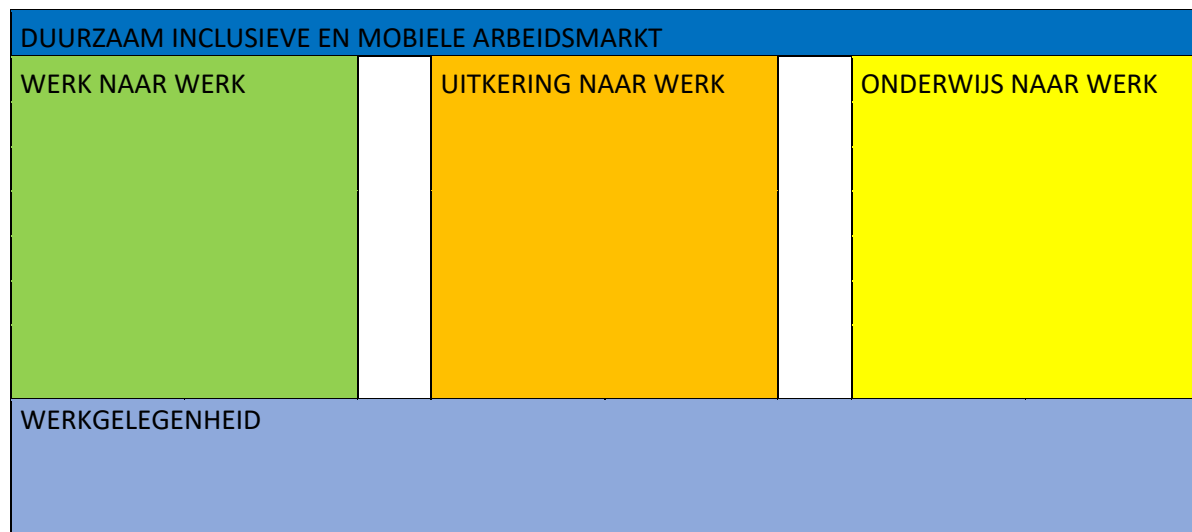 DUURZAAM INCLUSIEVE EN MOBIELE ARBEIDSMARKT
WERK NAAR WERK
UITKERING NAAR WERK
ONDERWIJS NAAR WERK
WERKGELEGENHEID